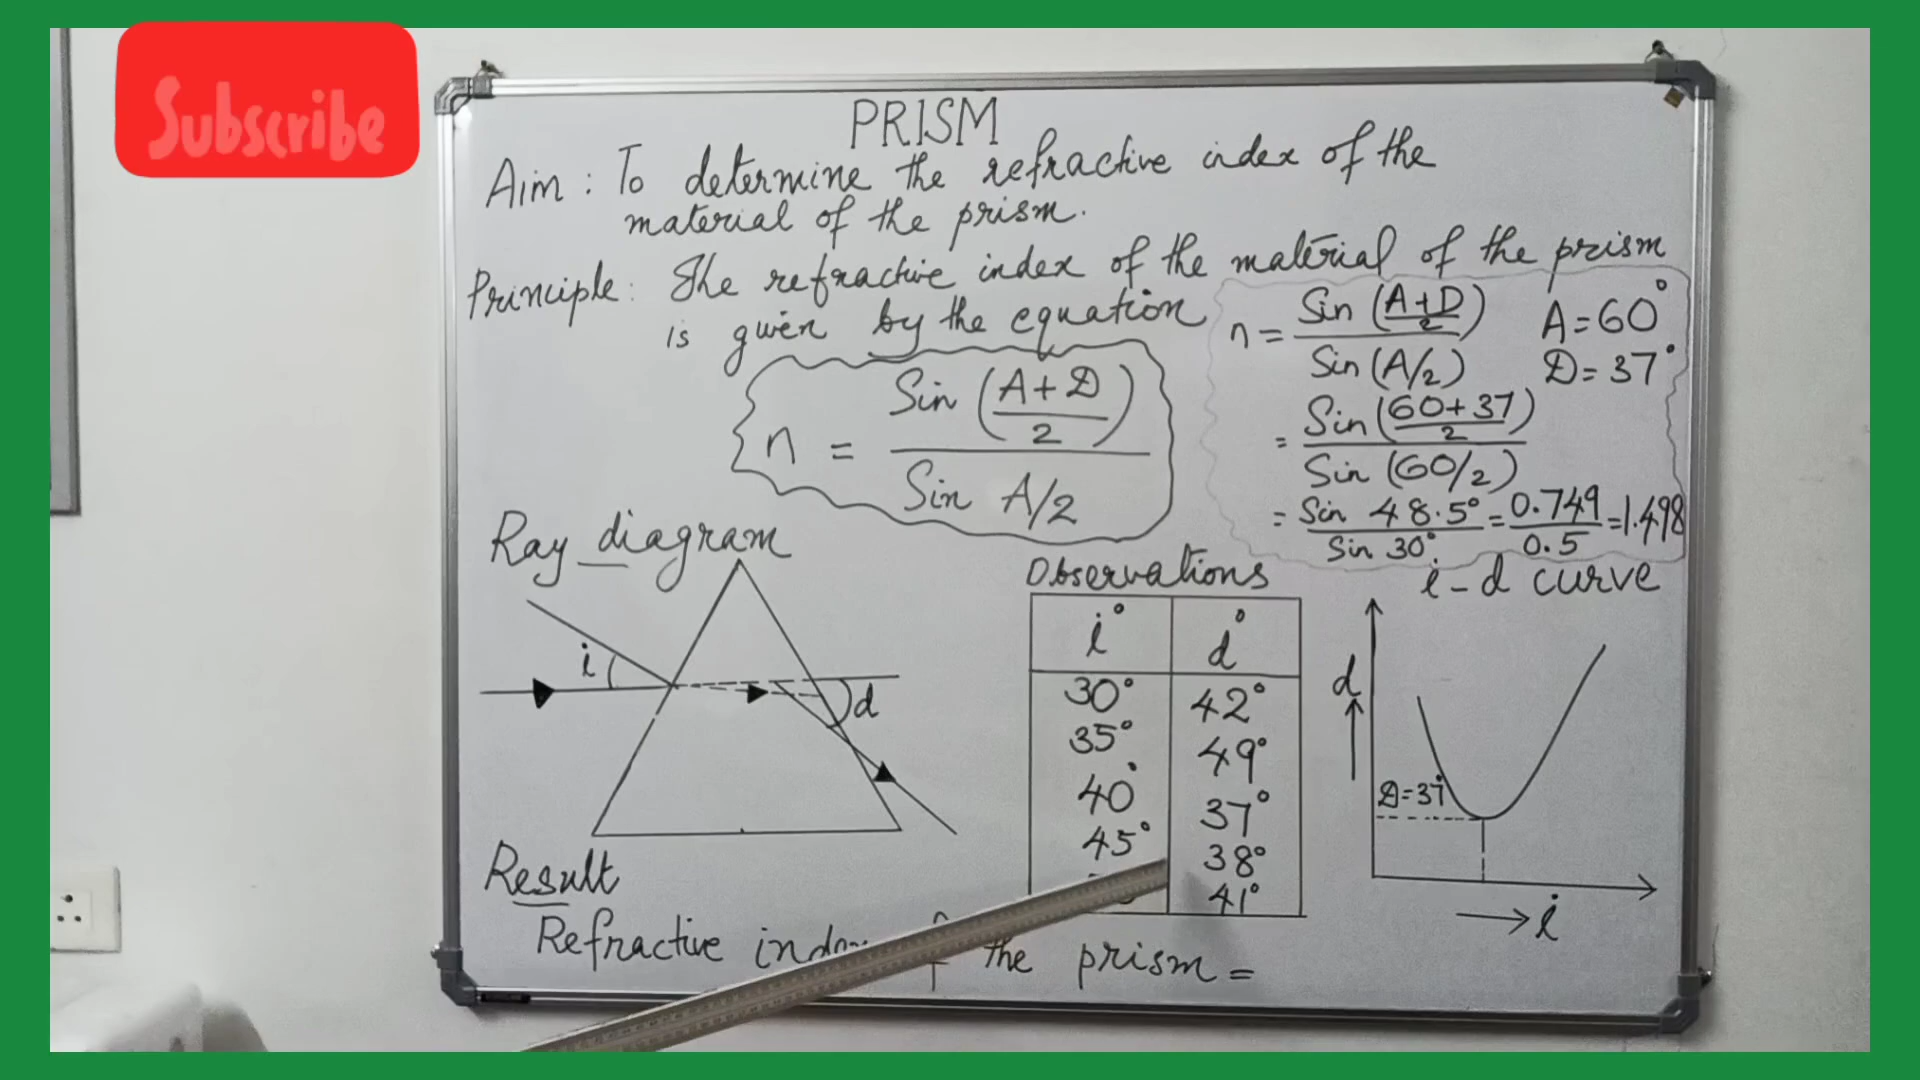 Subscribe
PRISM
Aim : To determine the refractive index of the
material of the prism.
Principle : The refractive index of the material of the prism
is given by the equation
n = Sin (A+D/2) / Sin A/2
n = Sin (A+D/2) / Sin (A/2)
A = 60°
D = 37°
= Sin (60+37/2) / Sin (60/2)
= Sin 48.5° / Sin 30° = 0.749 / 0.5 = 1.498
Ray diagram
i
d
Observations
i° d°
30° 42°
35° 49°
40° 37°
45° 38°
41°
i - d curve
d
D=37°
i
Result
Refractive the prism =